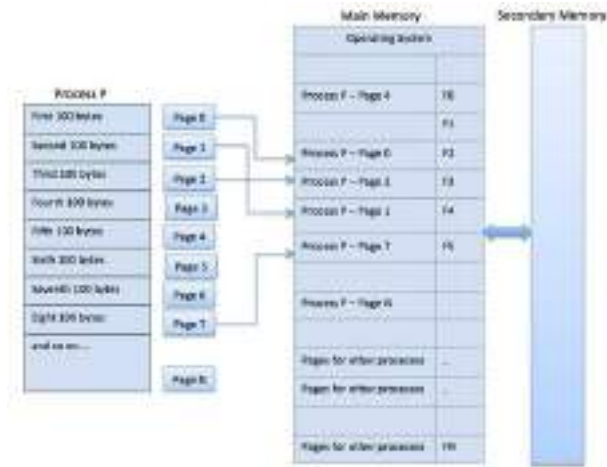 Main Memory
Secondary Memory
Operating System
Process P
First 100 bytes
Second 100 bytes
Third 100 bytes
Fourth 100 bytes
Fifth 100 bytes
Sixth 100 bytes
Seventh 100 bytes
Eight 100 bytes
and so on...
Page 0
Page 1
Page 2
Page 3
Page 4
Page 5
Page 6
Page 7
Page N
Process P – Page 4
F0
F1
Process P – Page 0
F2
Process P – Page 2
F3
Process P – Page 1
F4
Process P – Page 7
F5
Process P – Page N
Pages for other processes
..
Pages for other processes
..
Pages for other processes
FN